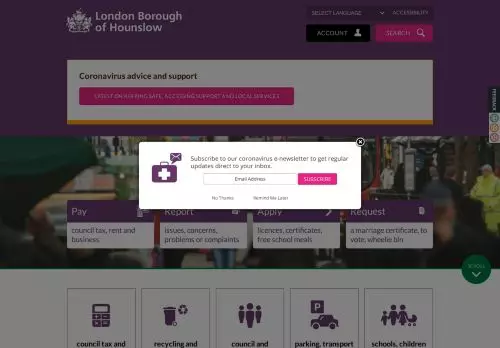 London Borough
of Hounslow
SELECT LANGUAGE
ACCESSIBILITY
ACCOUNT
SEARCH
Coronavirus advice and support
LATEST ON KEEPING SAFE, ACCESSING SUPPORT AND LOCAL SERVICES
FEEDBACK
Subscribe to our coronavirus e-newsletter to get regular
updates direct to your inbox.
Email Address
SUBSCRIBE
No Thanks
Remind Me Later
Pay
council tax, rent and
business
Report
issues, concerns,
problems or complaints
Apply
licences, certificates,
free school meals
Request
a marriage certificate, to
vote, wheelie bin
SCROLL
council tax and
recycling and
council and
parking, transport
schools, children